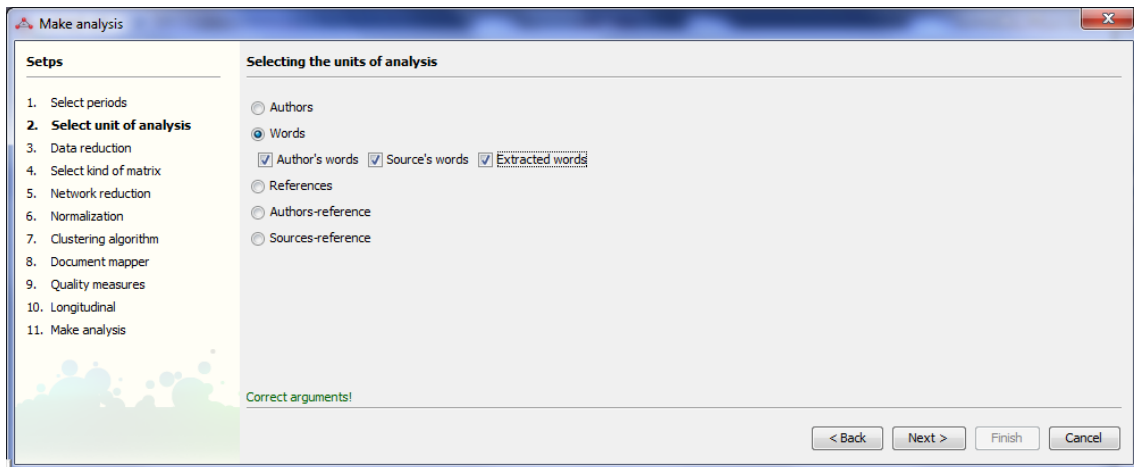 Make analysis
Setps
1. Select periods
2. Select unit of analysis
3. Data reduction
4. Select kind of matrix
5. Network reduction
6. Normalization
7. Clustering algorithm
8. Document mapper
9. Quality measures
10. Longitudinal
11. Make analysis
Selecting the units of analysis
Authors
Words
Author's words Source's words Extracted words
References
Authors-reference
Sources-reference
Correct arguments!
< Back Next > Finish Cancel